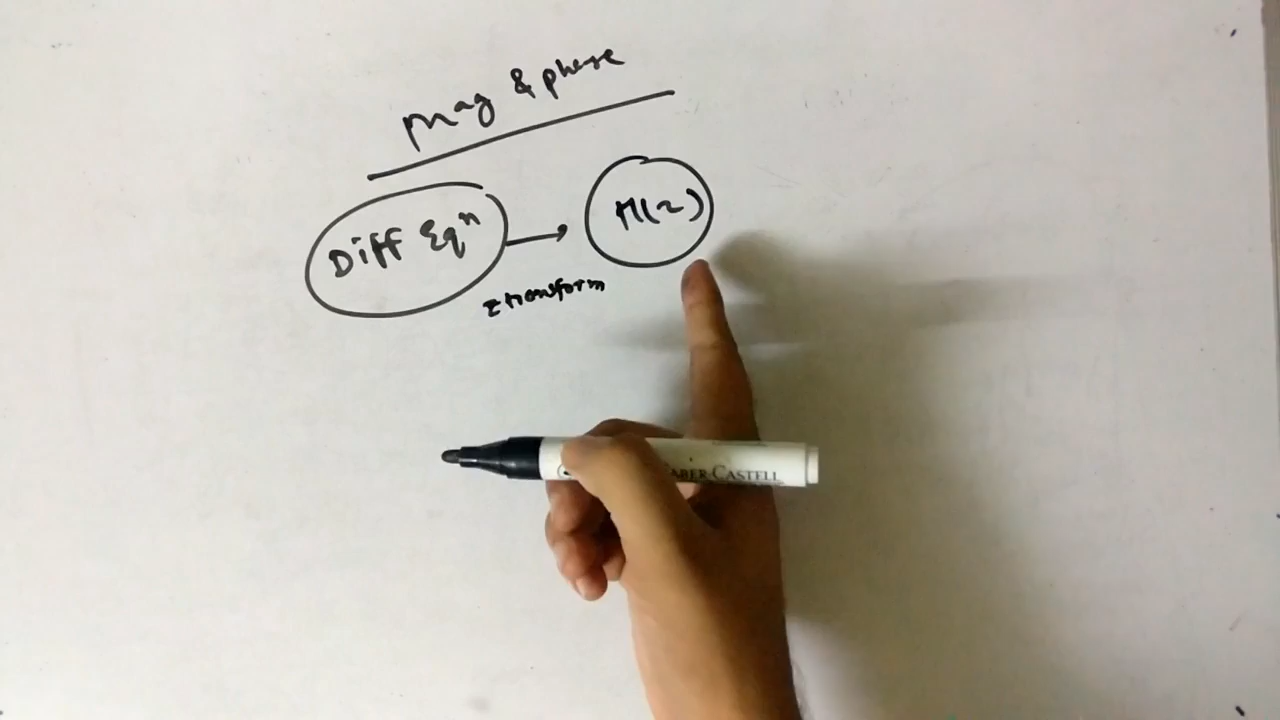 Mag & phase
Diff Eqⁿ → H(z)
z transform
FABER-CASTELL